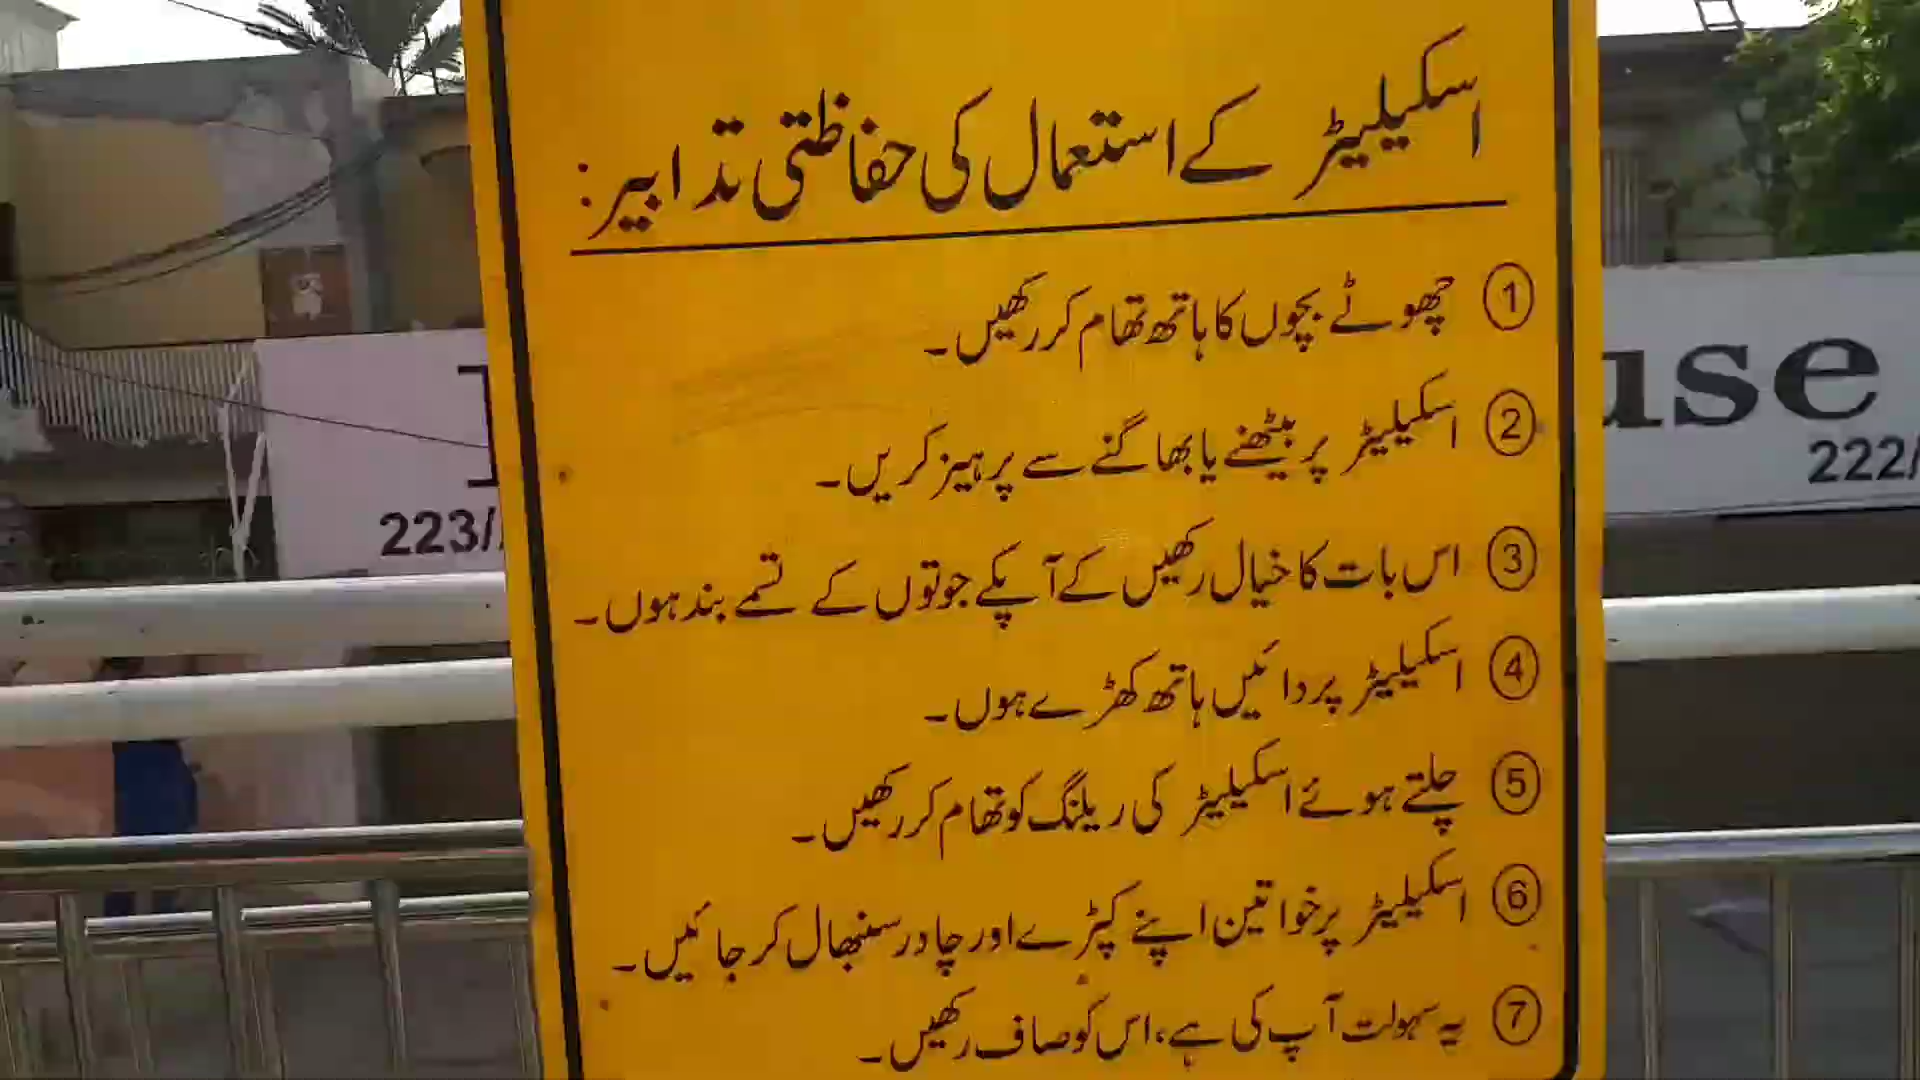 اسکیلیٹر کے استعمال کی حفاظتی تدابیر:
1 چھوٹے بچوں کا ہاتھ تھام کر رکھیں۔
2 اسکیلیٹر پر بیٹھنے یا بھاگنے سے پرہیز کریں۔
3 اس بات کا خیال رکھیں کے آپکے جوتوں کے تسمے بند ہوں۔
4 اسکیلیٹر پر دائیں ہاتھ کھڑے ہوں۔
5 چلتے ہوئے اسکیلیٹر کی ریلنگ کو تھام کر رکھیں۔
6 اسکیلیٹر پر خواتین اپنے کپڑے اور چادر سنبھال کر جائیں۔
7 یہ سہولت آپ کی ہے، اس کو صاف رکھیں۔
223/
use
222/